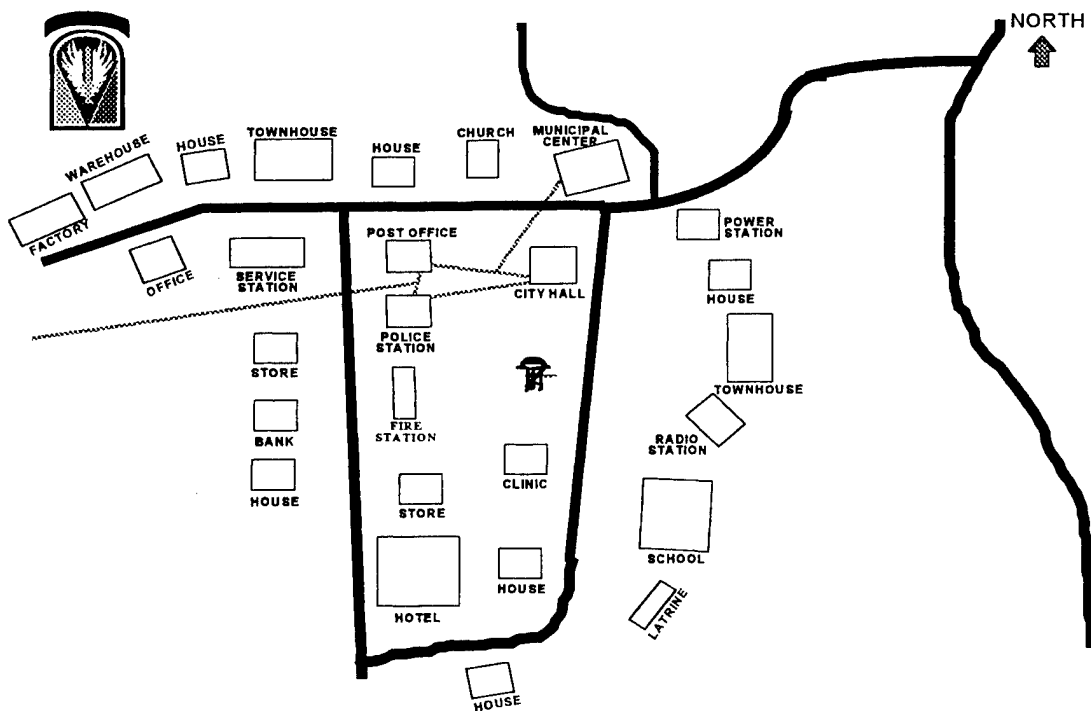 NORTH
TOWNHOUSE
CHURCH
MUNICIPAL
CENTER
HOUSE
WAREHOUSE
HOUSE
FACTORY
POST OFFICE
POWER
STATION
OFFICE
SERVICE
STATION
CITY HALL
HOUSE
POLICE
STATION
STORE
TOWNHOUSE
FIRE
STATION
BANK
RADIO
STATION
CLINIC
HOUSE
STORE
SCHOOL
HOUSE
HOTEL
LATRINE
HOUSE